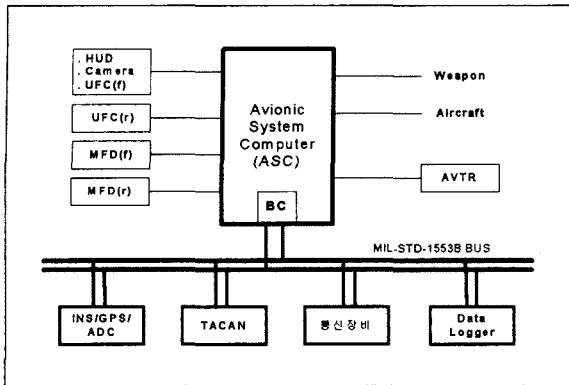 . HUD
. Camera
. UFC(f)
UFC(r)
MFD(f)
MFD(r)
Avionic
System
Computer
(ASC)
BC
Weapon
Aircraft
AVTR
MIL-STD-1553B BUS
INS/GPS/
ADC
TACAN
통신장비
Data
Logger